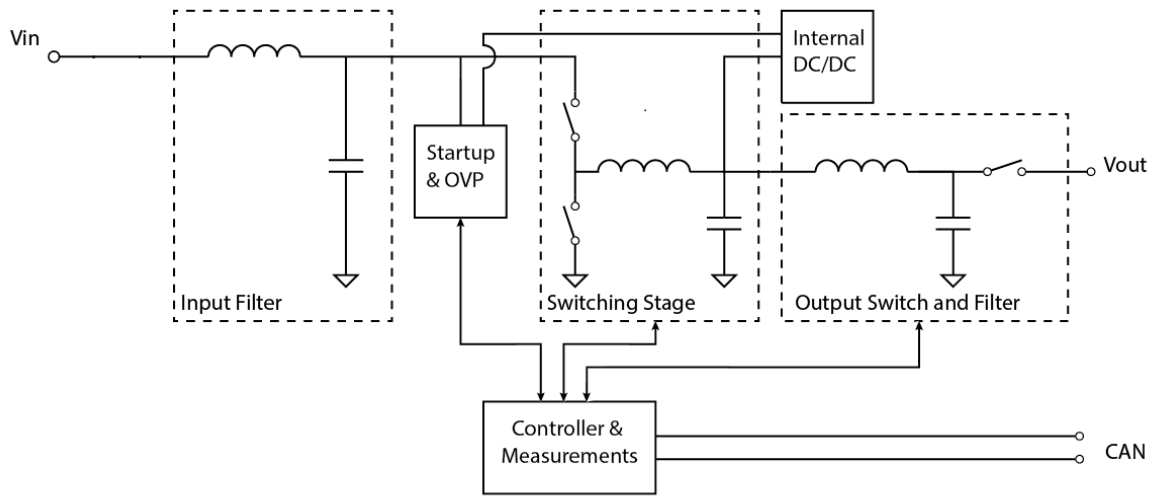 Vin
Internal
DC/DC
Startup
& OVP
Vout
Input Filter
Switching Stage
Output Switch and Filter
Controller &
Measurements
CAN